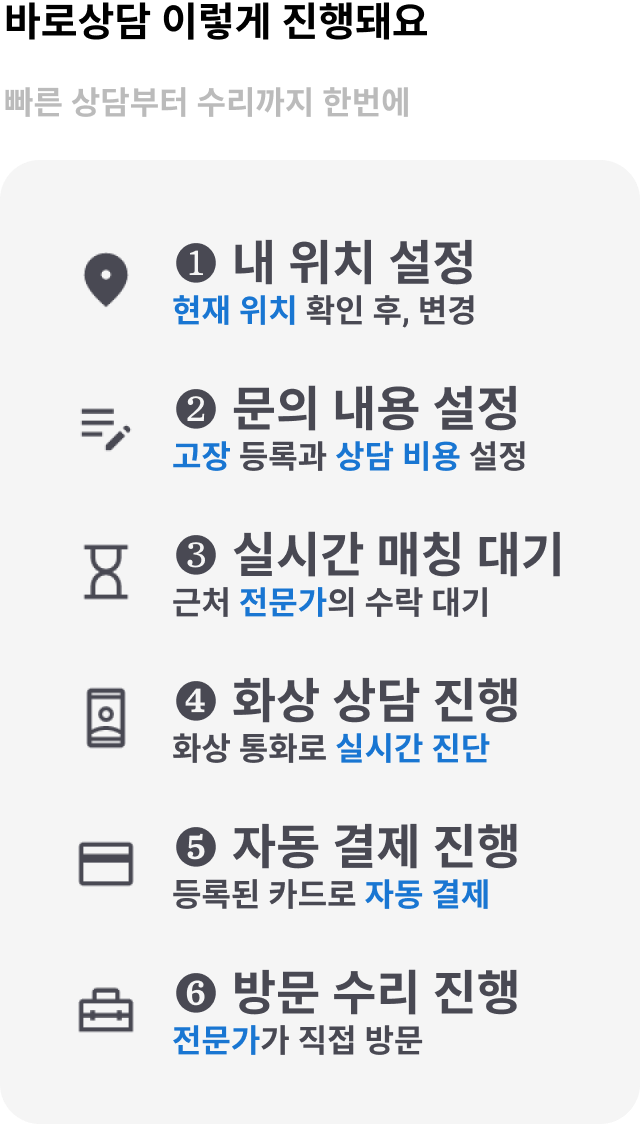 바로상담 이렇게 진행돼요
빠른 상담부터 수리까지 한번에
❶ 내 위치 설정
현재 위치 확인 후, 변경
❷ 문의 내용 설정
고장 등록과 상담 비용 설정
❸ 실시간 매칭 대기
근처 전문가의 수락 대기
❹ 화상 상담 진행
화상 통화로 실시간 진단
❺ 자동 결제 진행
등록된 카드로 자동 결제
❻ 방문 수리 진행
전문가가 직접 방문